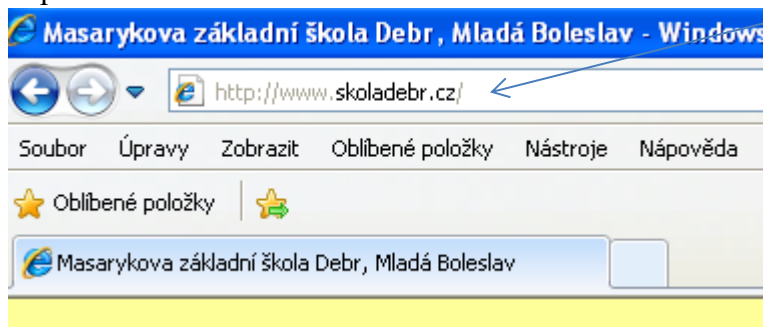 Masarykova základní škola Debr, Mladá Boleslav - Windows
http://www.skoladebr.cz/
Soubor Úpravy Zobrazit Oblíbené položky Nástroje Nápověda
Oblíbené položky
Masarykova základní škola Debr, Mladá Boleslav